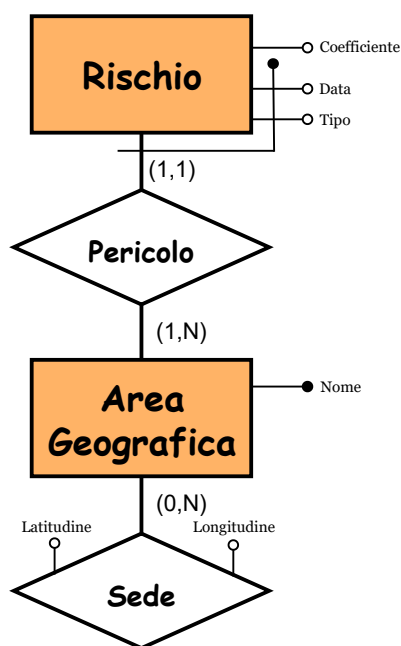 Coefficiente
Rischio
Data
Tipo
(1,1)
Pericolo
(1,N)
Area
Geografica
Nome
(0,N)
Latitudine
Longitudine
Sede